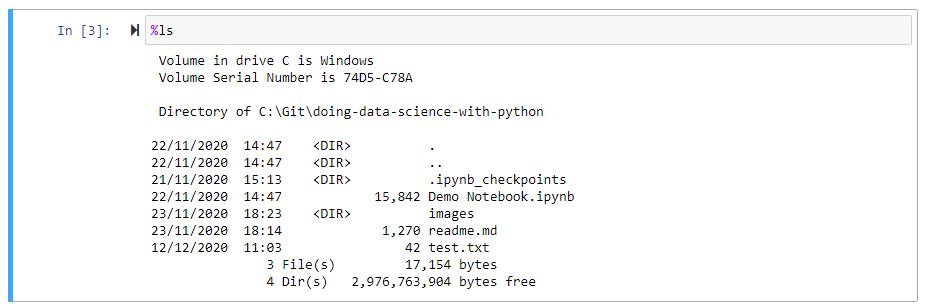 In [3]: %ls
Volume in drive C is Windows
Volume Serial Number is 74D5-C78A
Directory of C:\Git\doing-data-science-with-python
22/11/2020  14:47    <DIR>          .
22/11/2020  14:47    <DIR>          ..
21/11/2020  15:13    <DIR>          .ipynb_checkpoints
22/11/2020  14:47            15,842 Demo Notebook.ipynb
23/11/2020  18:23    <DIR>          images
23/11/2020  18:14             1,270 readme.md
12/12/2020  11:03                42 test.txt
3 File(s)         17,154 bytes
4 Dir(s)   2,976,763,904 bytes free